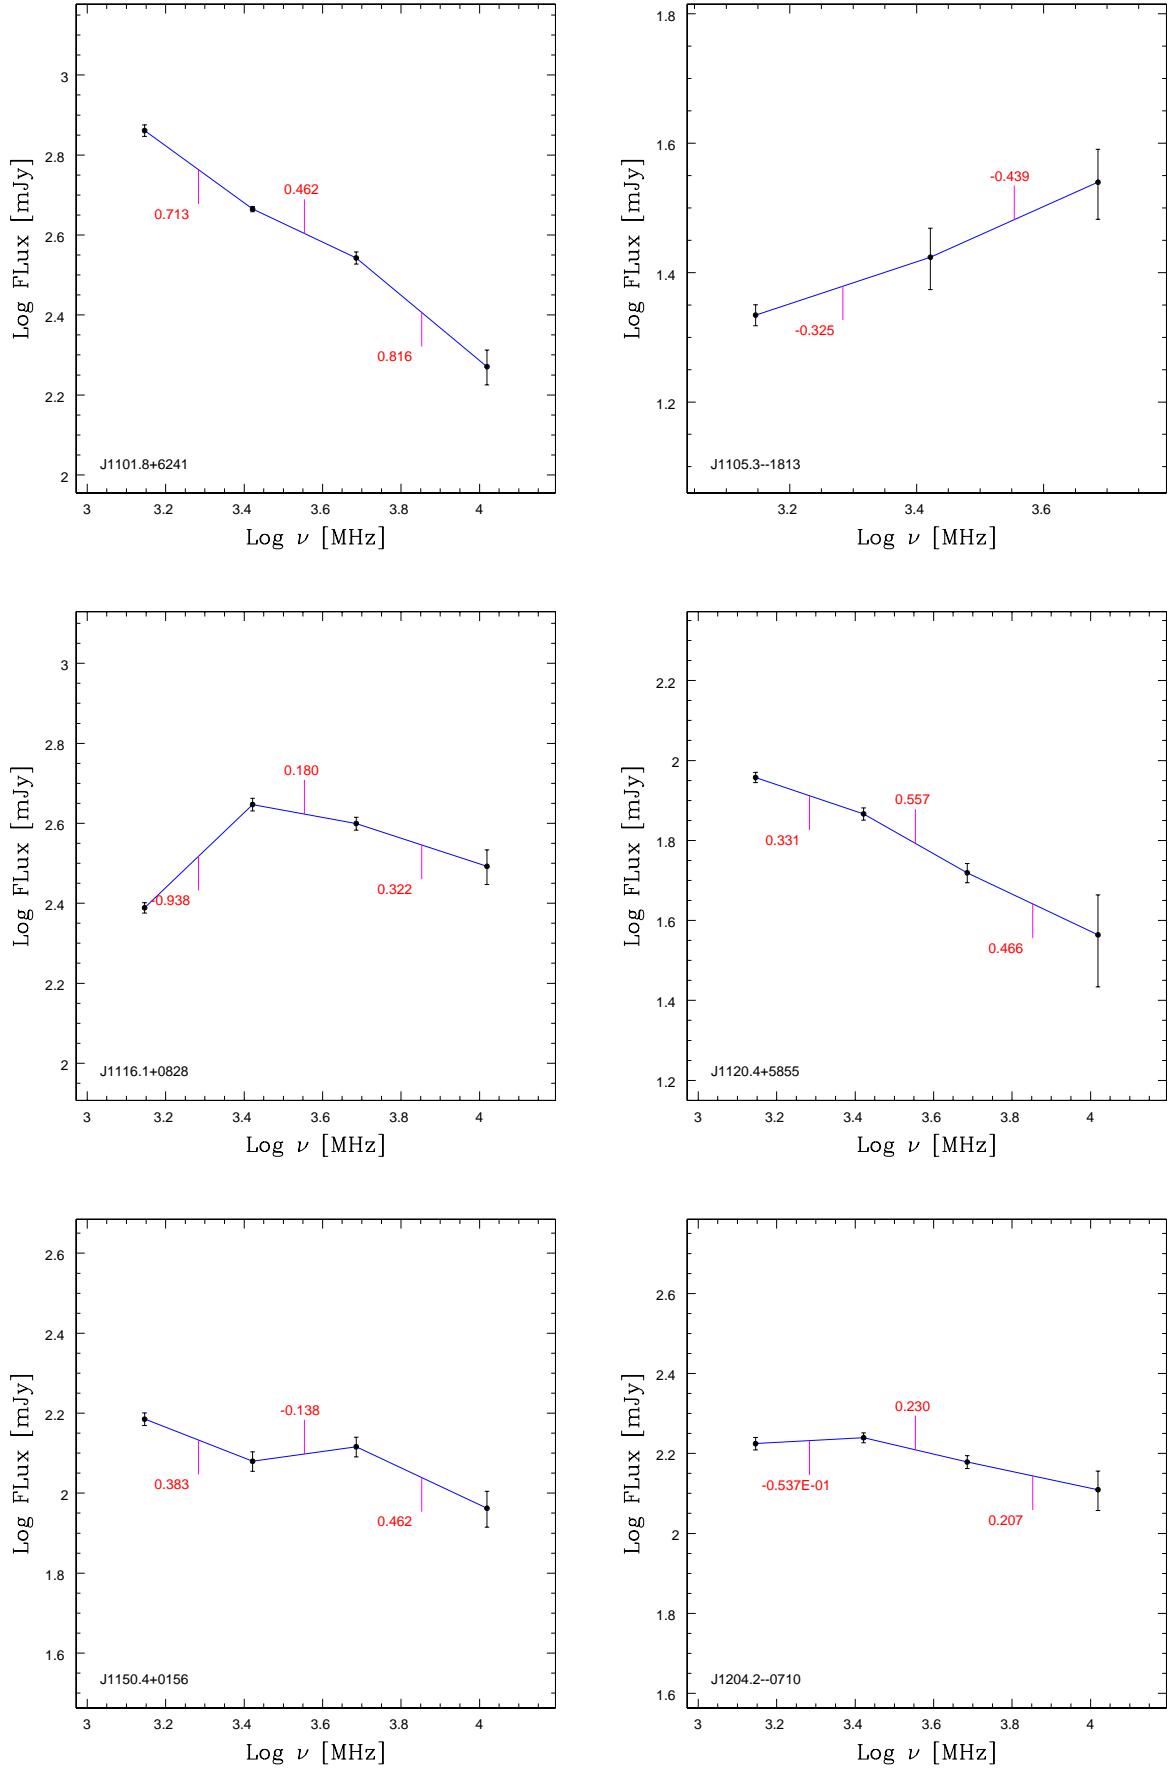 3
2.8
2.6
2.4
2.2
2
0.713
0.462
0.816
J1101.8+6241
3 3.2 3.4 3.6 3.8 4
Log ν [MHz]
Log FLux [mJy]
1.8
1.6
1.4
1.2
-0.325
-0.439
J1105.3--1813
3.2 3.4 3.6
Log ν [MHz]
Log FLux [mJy]
3
2.8
2.6
2.4
2.2
2
-0.938
0.180
0.322
J1116.1+0828
3 3.2 3.4 3.6 3.8 4
Log ν [MHz]
Log FLux [mJy]
2.2
2
1.8
1.6
1.4
1.2
0.331
0.557
0.466
J1120.4+5855
3 3.2 3.4 3.6 3.8 4
Log ν [MHz]
Log FLux [mJy]
2.6
2.4
2.2
2
1.8
1.6
0.383
-0.138
0.462
J1150.4+0156
3 3.2 3.4 3.6 3.8 4
Log ν [MHz]
Log FLux [mJy]
2.6
2.4
2.2
2
1.8
1.6
-0.537E-01
0.230
0.207
J1204.2--0710
3 3.2 3.4 3.6 3.8 4
Log ν [MHz]
Log FLux [mJy]